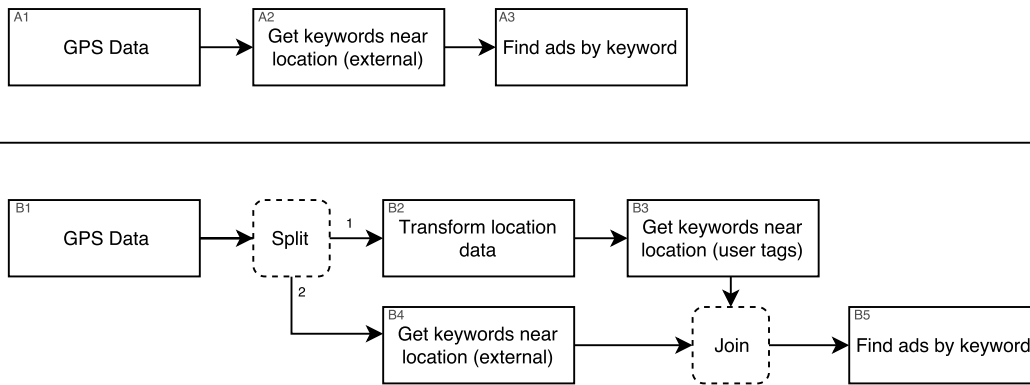 A1
GPS Data
A2
Get keywords near
location (external)
A3
Find ads by keyword
B1
GPS Data
Split
1
2
B2
Transform location
data
B3
Get keywords near
location (user tags)
B4
Get keywords near
location (external)
Join
B5
Find ads by keyword